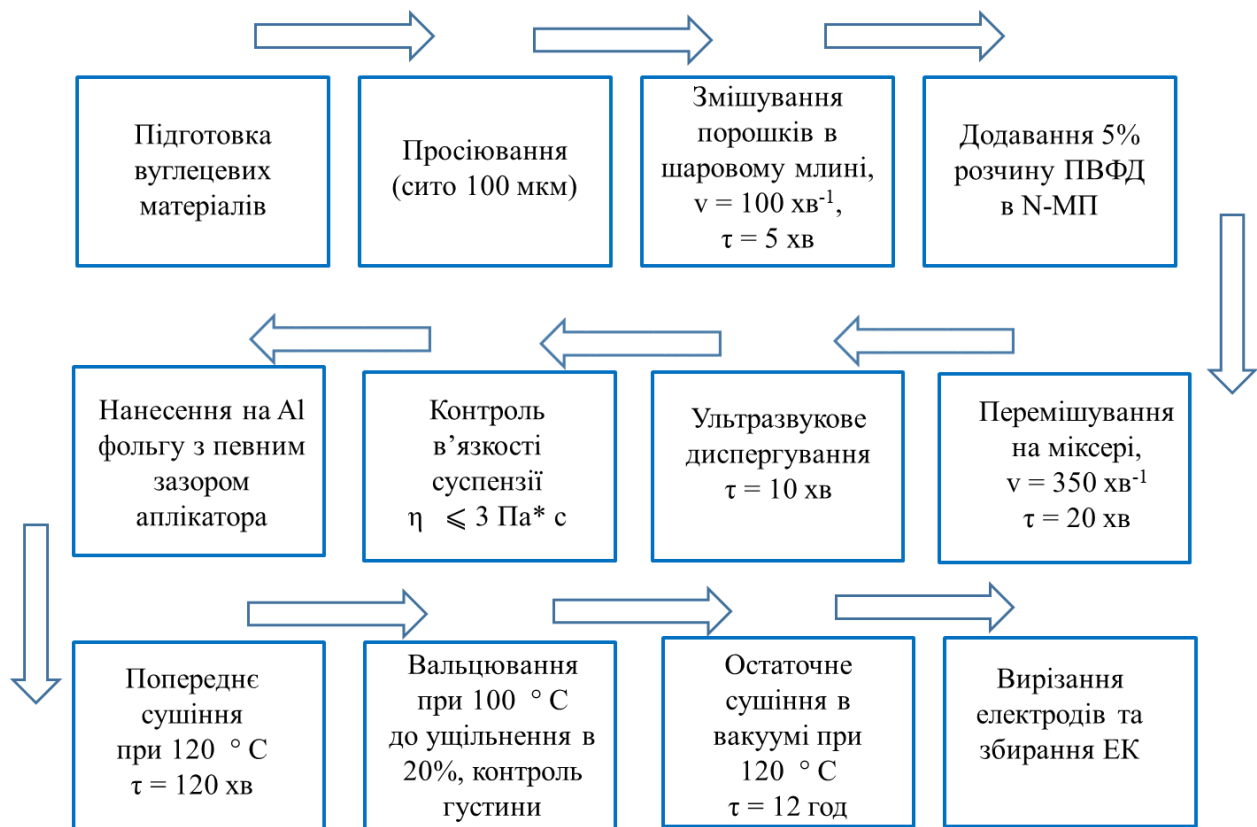 Підготовка
вуглецевих
матеріалів
Просіювання
(сито 100 мкм)
Змішування
порошків в
шаровому млині,
v = 100 хв⁻¹,
τ = 5 хв
Додавання 5%
розчину ПВФД
в N-МП
Перемішування
на міксері,
v = 350 хв⁻¹
τ = 20 хв
Ультразвукове
диспергування
τ = 10 хв
Контроль
в’язкості
суспензії
η ⩽ 3 Па* с
Нанесення на Al
фольгу з певним
зазором
аплікатора
Попереднє
сушіння
при 120 ° С
τ = 120 хв
Вальцювання
при 100 ° С
до ущільнення в
20%, контроль
густини
Остаточне
сушіння в
вакуумі при
120 ° С
τ = 12 год
Вирізання
електродів та
збирання ЕК